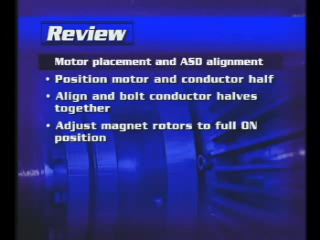 Review
Motor placement and ASD alignment
• Position motor and conductor half
• Align and bolt conductor halves
together
• Adjust magnet rotors to full ON
position